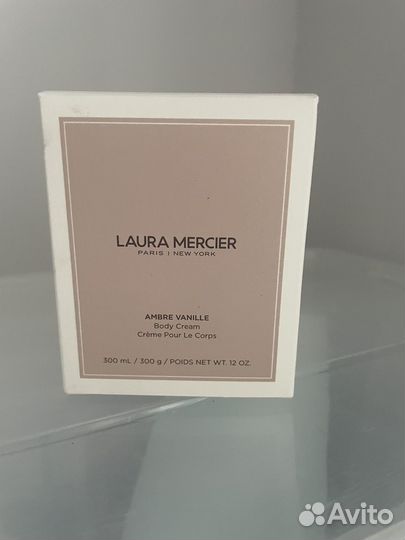 LAURA MERCIER
PARIS | NEW YORK
AMBRE VANILLE
Body Cream
Crème Pour Le Corps
300 mL / 300 g / POIDS NET WT. 12 OZ.
Avito